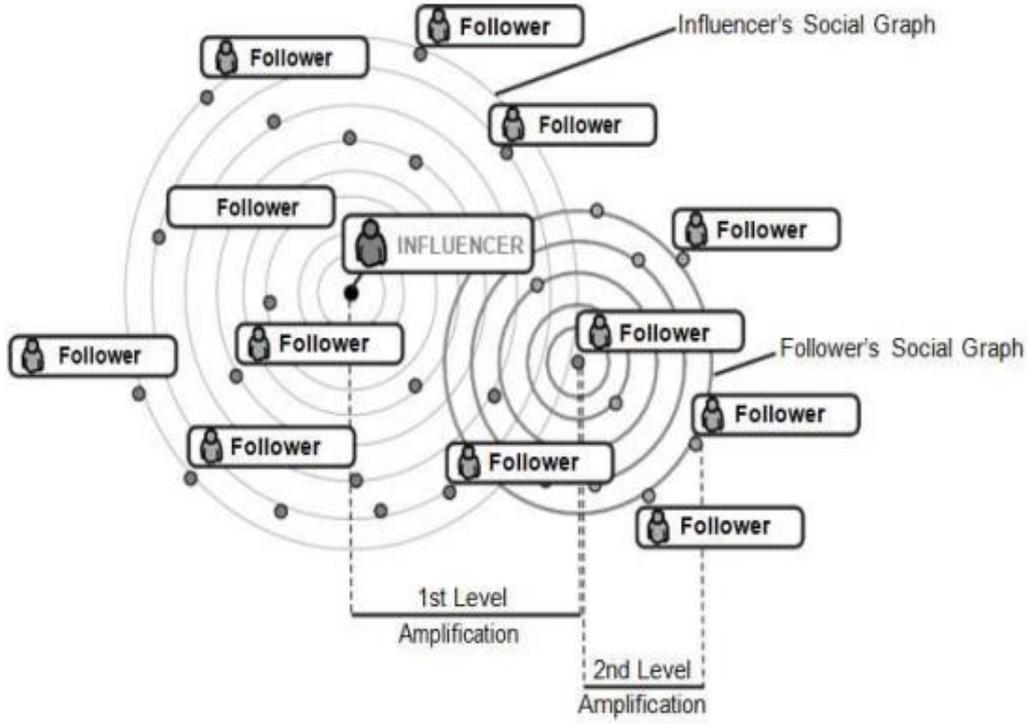 Follower
Influencer's Social Graph
Follower
Follower
Follower
Follower
INFLUENCER
Follower
Follower
Follower
Follower
Follower's Social Graph
Follower
Follower
Follower
Follower
1st Level
Amplification
2nd Level
Amplification